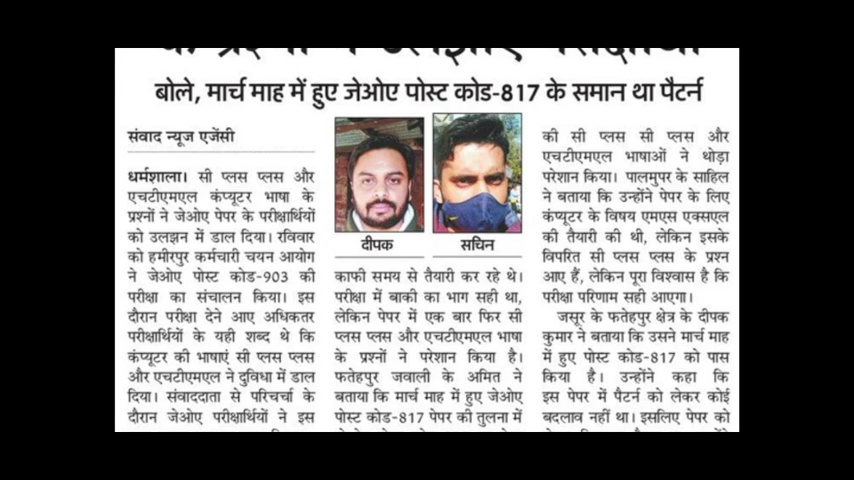 बोले, मार्च माह में हुए जेओए पोस्ट कोड-817 के समान था पैटर्न
संवाद न्यूज एजेंसी
धर्मशाला। सी प्लस प्लस और
एचटीएमएल कंप्यूटर भाषा के
प्रश्नों ने जेओए पेपर के परीक्षार्थियों
को उलझन में डाल दिया। रविवार
को हमीरपुर कर्मचारी चयन आयोग
ने जेओए पोस्ट कोड-903 की
परीक्षा का संचालन किया। इस
दौरान परीक्षा देने आए अधिकतर
परीक्षार्थियों के यही शब्द थे कि
कंप्यूटर की भाषाएं सी प्लस प्लस
और एचटीएमएल ने दुविधा में डाल
दिया। संवाददाता से परिचर्चा के
दौरान जेओए परीक्षार्थियों ने इस
दीपक
सचिन
काफी समय से तैयारी कर रहे थे।
परीक्षा में बाकी का भाग सही था,
लेकिन पेपर में एक बार फिर सी
प्लस प्लस और एचटीएमएल भाषा
के प्रश्नों ने परेशान किया है।
फतेहपुर जवाली के अमित ने
बताया कि मार्च माह में हुए जेओए
पोस्ट कोड-817 पेपर की तुलना में
की सी प्लस सी प्लस और
एचटीएमएल भाषाओं ने थोड़ा
परेशान किया। पालमुपर के साहिल
ने बताया कि उन्होंने पेपर के लिए
कंप्यूटर के विषय एमएस एक्सएल
की तैयारी की थी, लेकिन इसके
विपरित सी प्लस प्लस के प्रश्न
आए हैं, लेकिन पूरा विश्वास है कि
परीक्षा परिणाम सही आएगा।
जसूर के फतेहपुर क्षेत्र के दीपक
कुमार ने बताया कि उसने मार्च माह
में हुए पोस्ट कोड-817 को पास
किया है। उन्होंने कहा कि
इस पेपर में पैटर्न को लेकर कोई
बदलाव नहीं था। इसलिए पेपर को